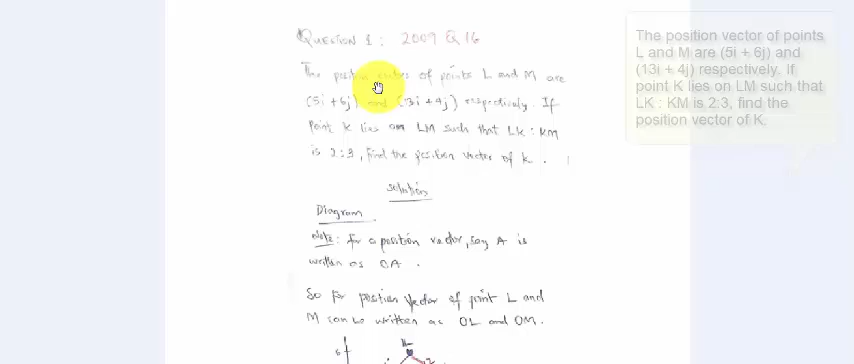 QUESTION 1: 2009 Q 16
The position of points L and M are
(5i + 6j) and (13i + 4j) respectively. If
point K lies on LM such that LK : KM
is 2:3, find the position vector of K.
solution
Diagram
Note: for a position vector, say A is
written as OA.
So for position vector of point L and
M can be written as OL and OM.
6
L
The position vector of points
L and M are (5i + 6j) and
(13i + 4j) respectively. If
point K lies on LM such that
LK : KM is 2:3, find the
position vector of K.